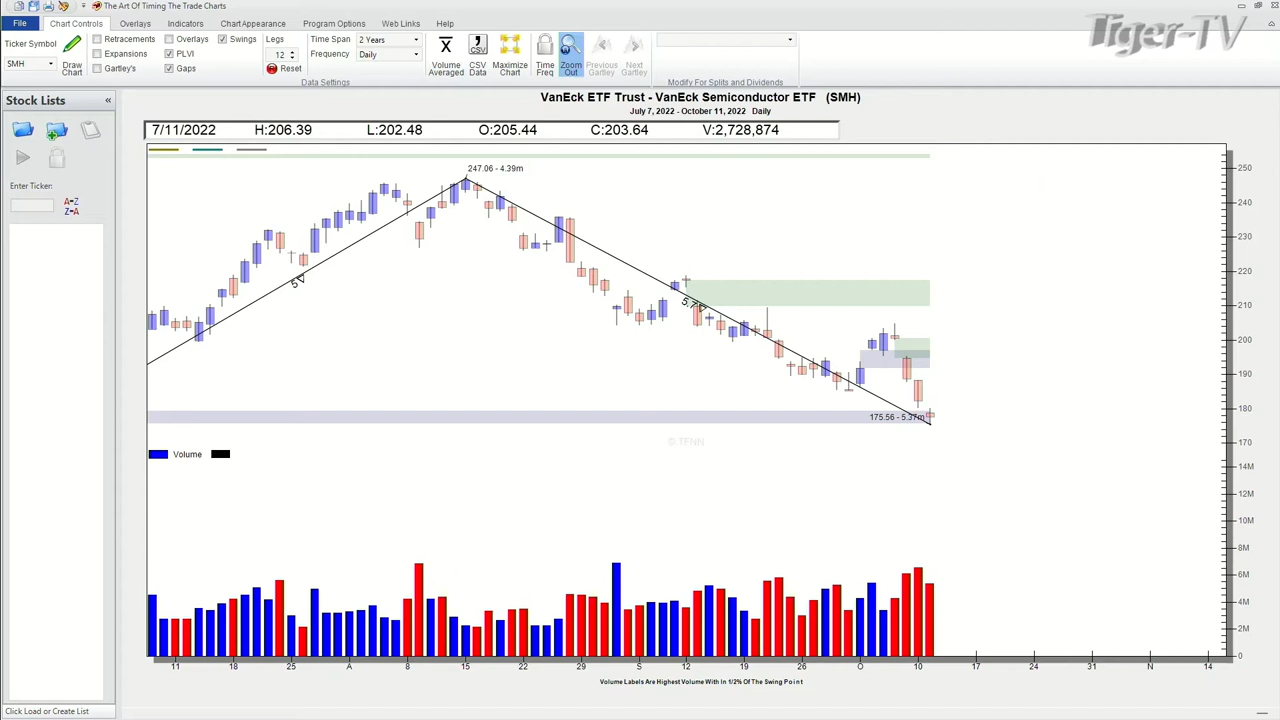 The Art Of Timing The Trade Charts
File Chart Controls Overlays Indicators Chart Appearance Program Options Web Links Help
Tiger-TV
Ticker Symbol
SMH
Draw Chart
Retracements Overlays Swings
Expansions PLVI
Gartley's Gaps
Legs
12
Reset
Time Span 2 Years
Frequency Daily
Data Settings
Volume Averaged
CSV
CSV Data
Maximize Chart
Time Freq
Zoom Out
Previous Gartley
Next Gartley
Modify For Splits and Dividends
Stock Lists «
Enter Ticker:
A-Z
Z-A
Click Load or Create List
VanEck ETF Trust - VanEck Semiconductor ETF (SMH)
July 7, 2022 - October 11, 2022 Daily
7/11/2022 H:206.39 L:202.48 O:205.44 C:203.64 V:2,728,874
247.06 - 4.39m
175.56 - 5.37m
© TFNN
Volume
250
240
230
220
210
200
190
180
170
14M
12M
10M
8M
6M
4M
2M
0
11 18 25 A 8 15 22 29 S 12 19 26 O 10 17 24 31 N 14
Volume Labels Are Highest Volume With In 1/2% Of The Swing Point